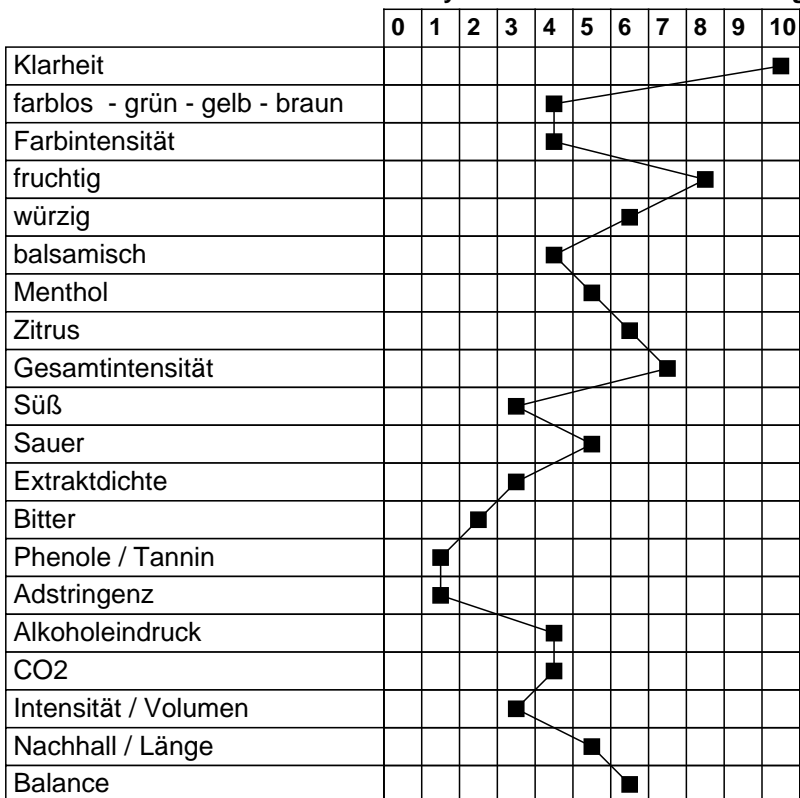 0 1 2 3 4 5 6 7 8 9 10
Klarheit
farblos - grün - gelb - braun
Farbintensität
fruchtig
würzig
balsamisch
Menthol
Zitrus
Gesamtintensität
Süß
Sauer
Extraktdichte
Bitter
Phenole / Tannin
Adstringenz
Alkoholeindruck
CO2
Intensität / Volumen
Nachhall / Länge
Balance